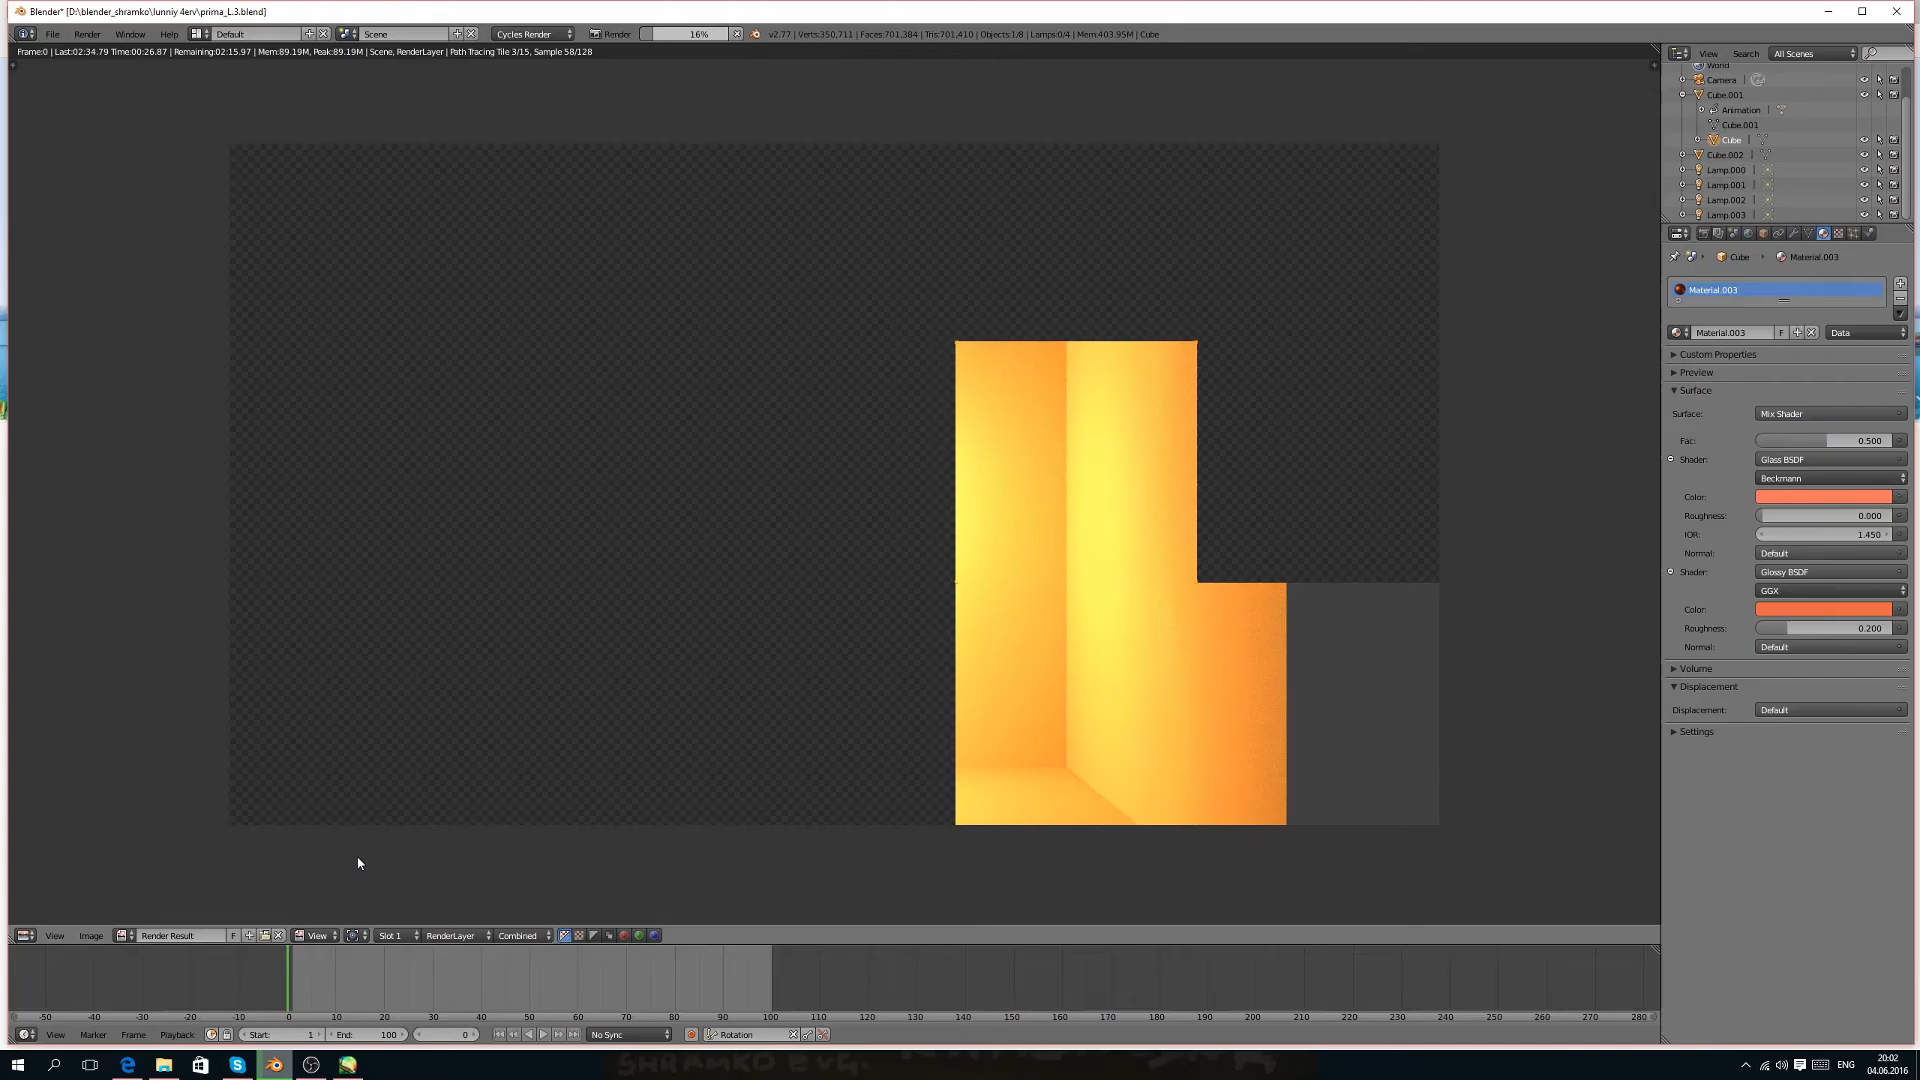 Blender* [D:\blender_shramko\lunniy 4erv\prima_L.3.blend]
File Render Window Help Default Scene Cycles Render Render 16% v2.77 | Verts:350,711 | Faces:701,384 | Tris:701,410 | Objects:1/8 | Lamps:0/4 | Mem:403.95M | Cube
Frame:0 | Last:02:34.79 Time:00:26.87 | Remaining:02:15.97 | Mem:89.19M, Peak:89.19M | Scene, RenderLayer | Path Tracing Tile 3/15, Sample 58/128
View Search All Scenes
World
Camera
Cube.001
Animation
Cube.001
Cube
Cube.002
Lamp.000
Lamp.001
Lamp.002
Lamp.003
Cube Material.003
Material.003
Material.003 F Data
Custom Properties
Preview
Surface
Surface: Mix Shader
Fac: 0.500
Shader: Glass BSDF
Beckmann
Color:
Roughness: 0.000
IOR: 1.450
Normal: Default
Shader: Glossy BSDF
GGX
Color:
Roughness: 0.200
Normal: Default
Volume
Displacement
Displacement: Default
Settings
View Image Render Result F View Slot 1 RenderLayer Combined
-50 -40 -30 -20 -10 0 10 20 30 40 50 60 70 80 90 100 110 120 130 140 150 160 170 180 190 200 210 220 230 240 250 260 270 280
View Marker Frame Playback Start: 1 End: 100 0 No Sync Rotation
SHRAMKO EVG.
ENG
20:02
04.06.2016